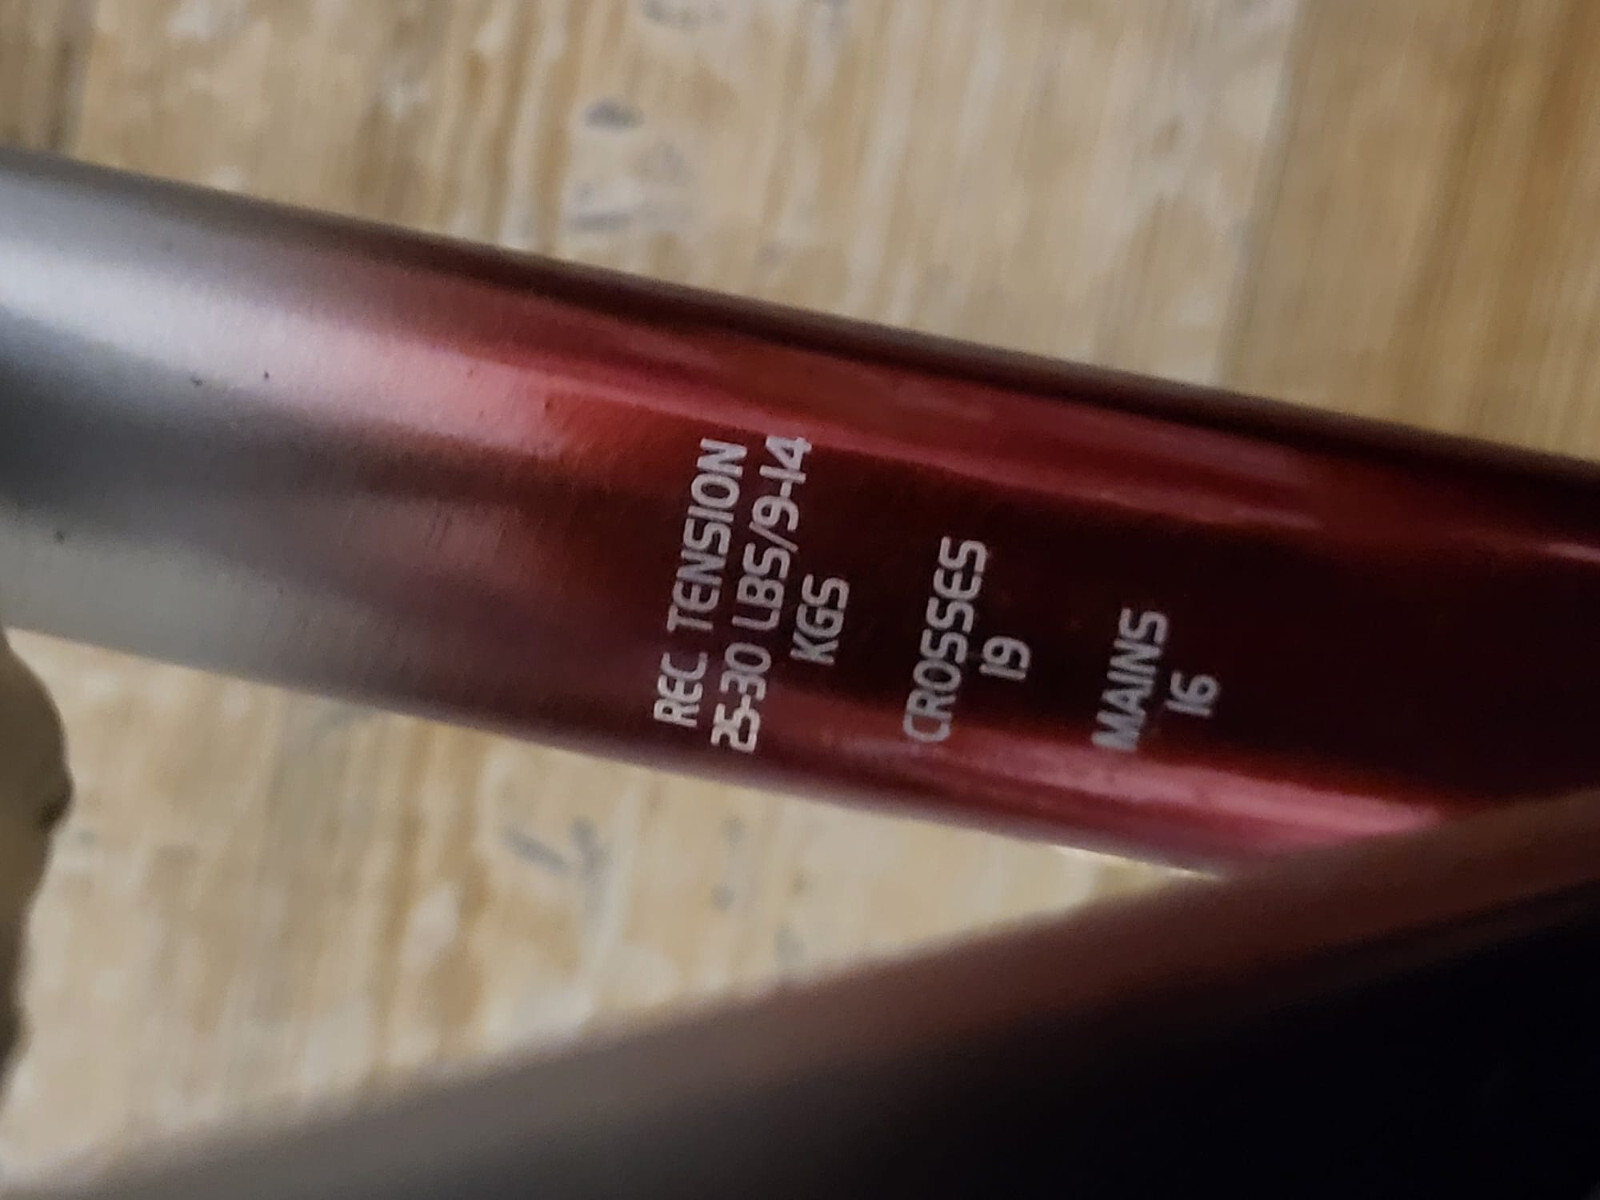 REC. TENSION
25-30 LBS/9-14
KGS
CROSSES
19
MAINS
16